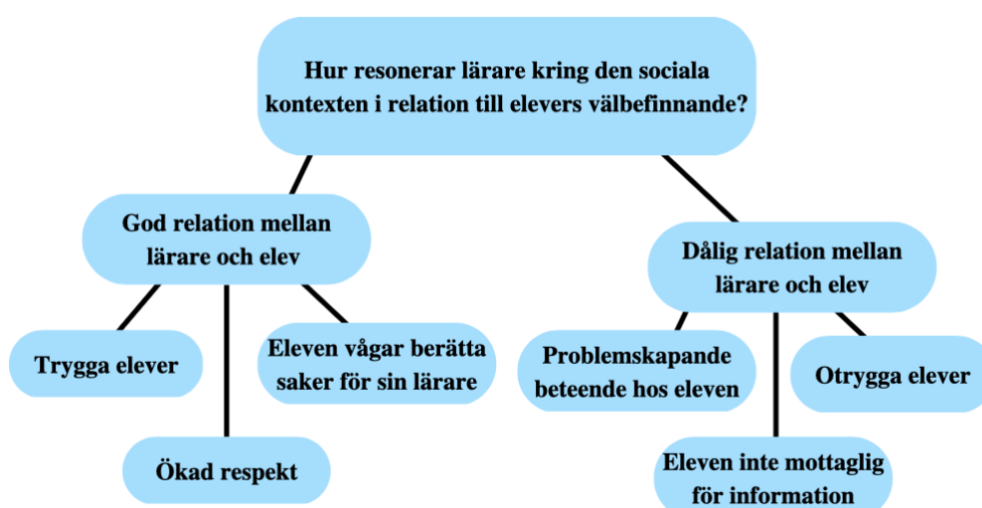 Hur resonerar lärare kring den sociala
kontexten i relation till elevers välbefinnande?
God relation mellan
lärare och elev
Dålig relation mellan
lärare och elev
Trygga elever
Eleven vågar berätta
saker för sin lärare
Problemskapande
beteende hos eleven
Otrygga elever
Ökad respekt
Eleven inte mottaglig
för information